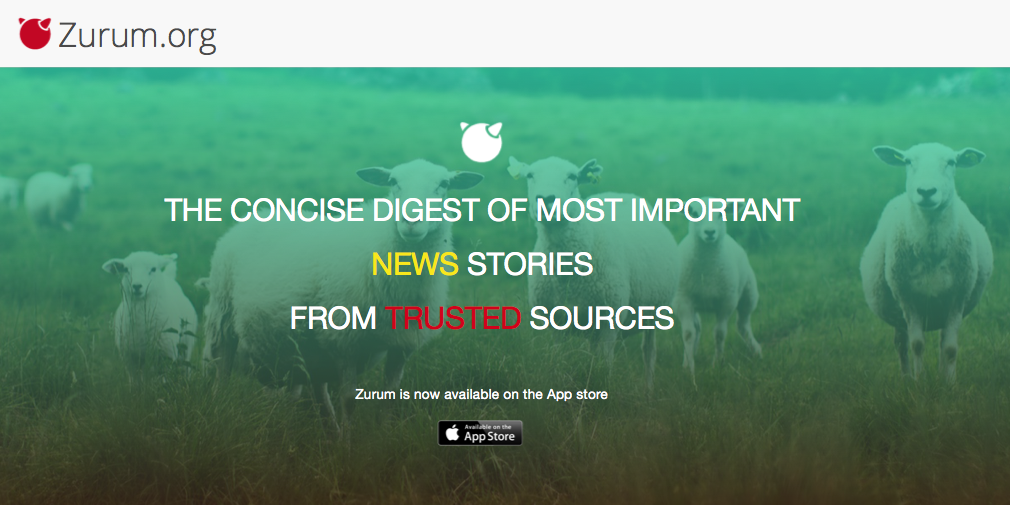 Zurum.org
THE CONCISE DIGEST OF MOST IMPORTANT
NEWS STORIES
FROM TRUSTED SOURCES
Zurum is now available on the App store
Available on the
App Store